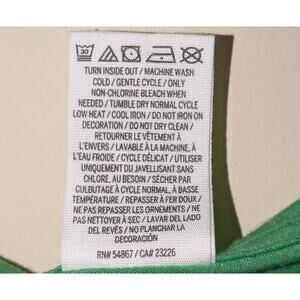 30
TURN INSIDE OUT / MACHINE WASH
COLD / GENTLE CYCLE / ONLY
NON-CHLORINE BLEACH WHEN
NEEDED / TUMBLE DRY NORMAL CYCLE
LOW HEAT / COOL IRON / DO NOT IRON ON
DECORATION / DO NOT DRY CLEAN /
RETOURNER LE VÊTEMENT À
L'ENVERS / LAVABLE À LA MACHINE, À
L'EAU FROIDE / CYCLE DÉLICAT / UTILISER
UNIQUEMENT DU JAVELLISANT SANS
CHLORE, AU BESOIN / SÉCHER PAR
CULBUTAGE À CYCLE NORMAL, À BASSE
TEMPÉRATURE / REPASSER À FER DOUX /
NE PAS REPASSER LES ORNEMENTS / NE
PAS NETTOYER À SEC / LAVAR DEL LADO
DEL REVÉS / NO PLANCHAR LA
DECORACIÓN
RN# 54867 / CA# 23226